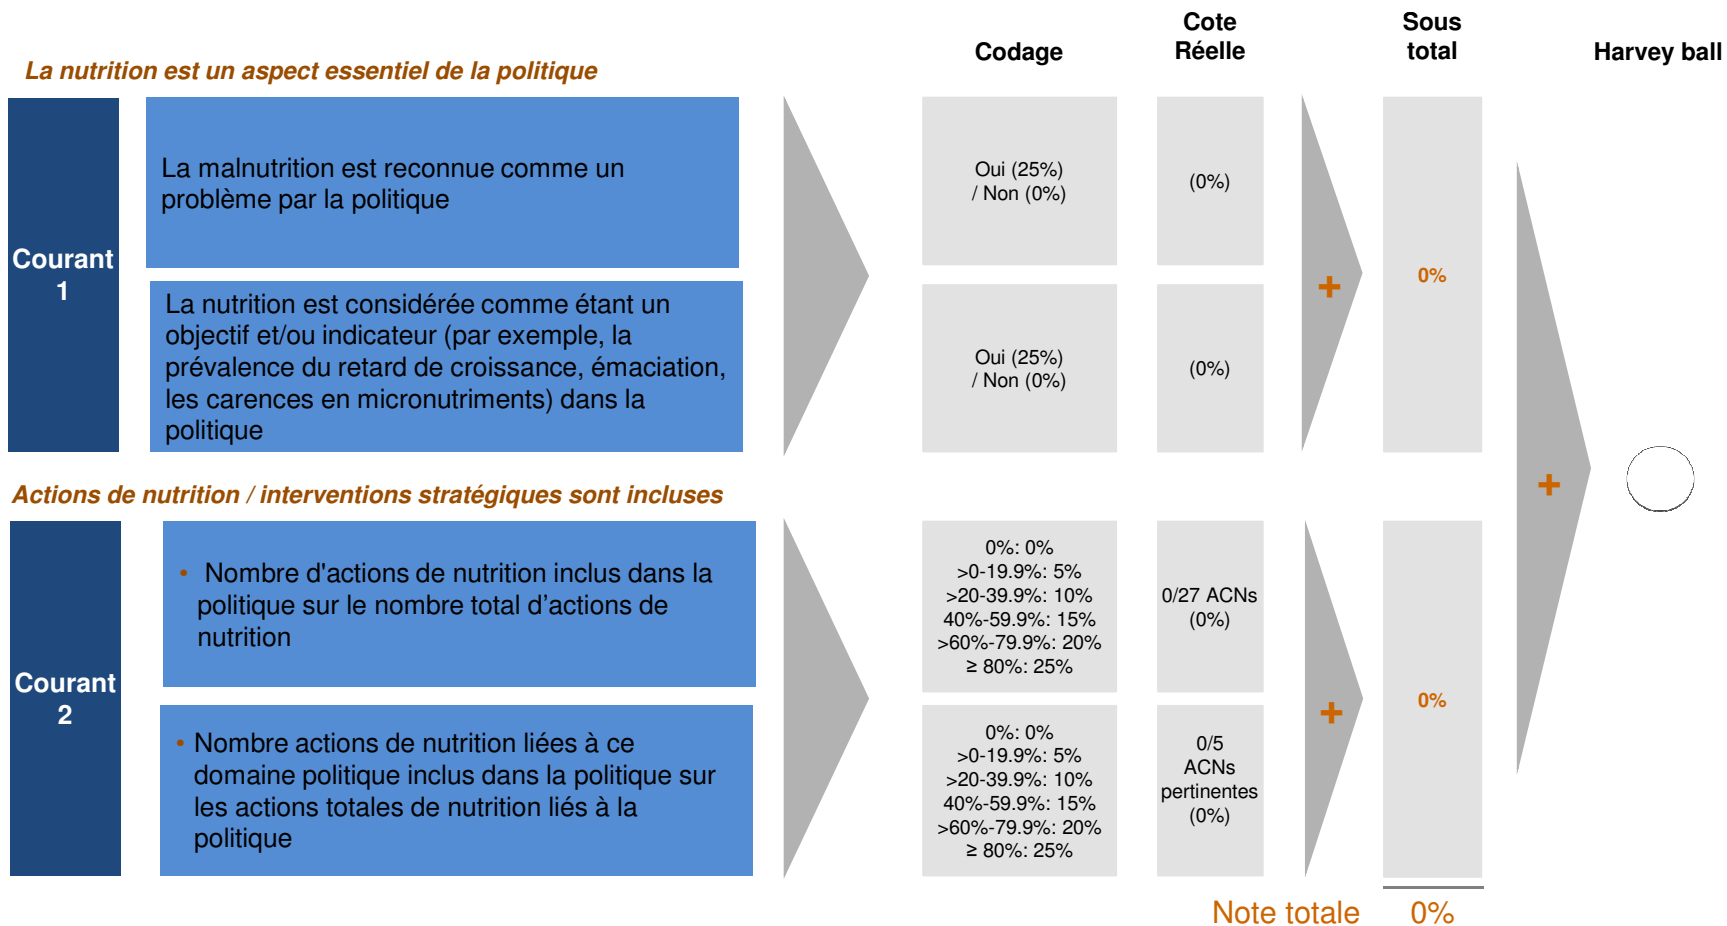 Codage
Cote
Réelle
Sous
total
Harvey ball
La nutrition est un aspect essentiel de la politique
Courant
1
La malnutrition est reconnue comme un
problème par la politique
Oui (25%)
/ Non (0%)
(0%)
La nutrition est considérée comme étant un
objectif et/ou indicateur (par exemple, la
prévalence du retard de croissance, émaciation,
les carences en micronutriments) dans la
politique
Oui (25%)
/ Non (0%)
(0%)
+
0%
+
Actions de nutrition / interventions stratégiques sont incluses
Courant
2
• Nombre d'actions de nutrition inclus dans la
politique sur le nombre total d’actions de
nutrition
0%: 0%
>0-19.9%: 5%
>20-39.9%: 10%
40%-59.9%: 15%
>60%-79.9%: 20%
≥ 80%: 25%
0/27 ACNs
(0%)
• Nombre actions de nutrition liées à ce
domaine politique inclus dans la politique sur
les actions totales de nutrition liés à la
politique
0%: 0%
>0-19.9%: 5%
>20-39.9%: 10%
40%-59.9%: 15%
>60%-79.9%: 20%
≥ 80%: 25%
0/5
ACNs
pertinentes
(0%)
+
0%
Note totale 0%